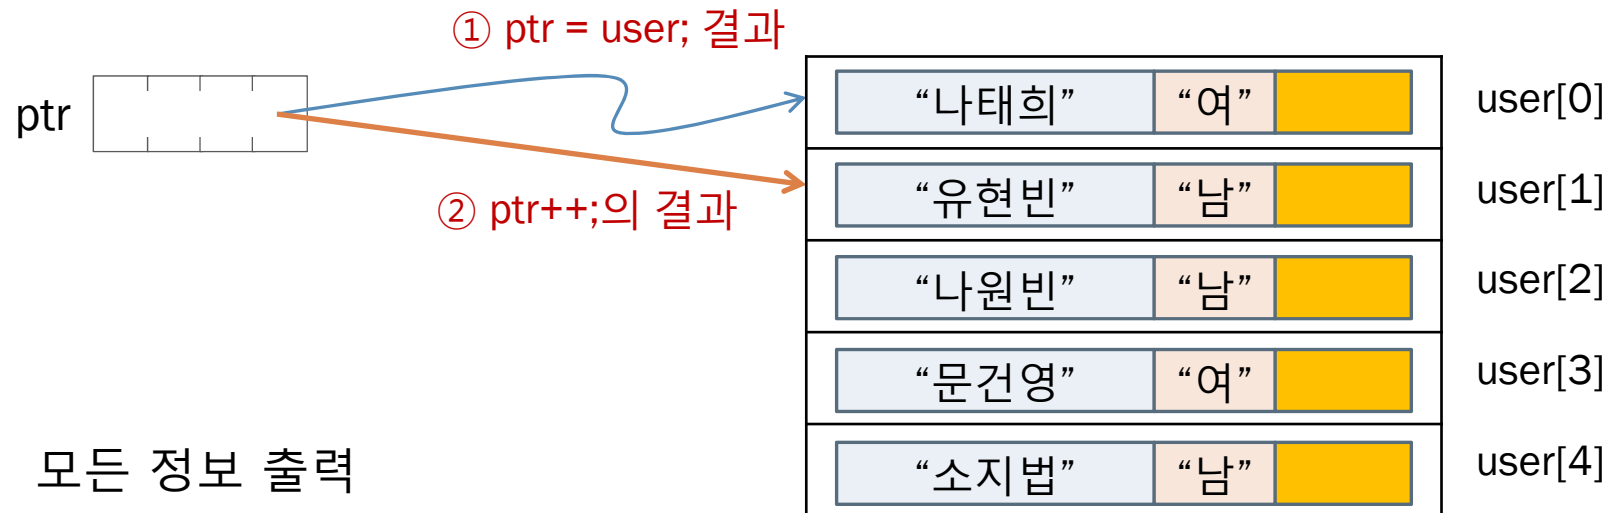 ① ptr = user; 결과
ptr
“나태희” “여” user[0]
② ptr++;의 결과
“유현빈” “남” user[1]
“나원빈” “남” user[2]
“문건영” “여” user[3]
“소지법” “남” user[4]
모든 정보 출력